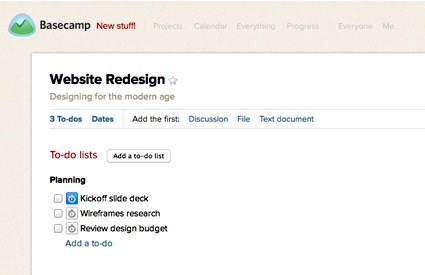 Basecamp New stuff! Projects Calendar Everything Progress Everyone Me
Website Redesign
Designing for the modern age
3 To-dos Dates Add the first: Discussion File Text document
To-do lists Add a to-do list
Planning
Kickoff slide deck
Wireframes research
Review design budget
Add a to-do